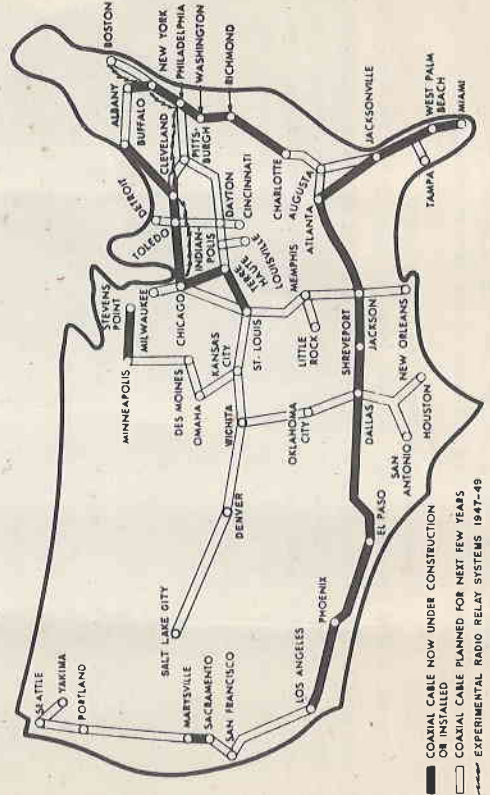 SEATTLE
YAKIMA
PORTLAND
MARYSVILLE
SACRAMENTO
SAN FRANCISCO
LOS ANGELES
PHOENIX
SALT LAKE CITY
DENVER
EL PASO
MINNEAPOLIS
STEVENS
POINT
MILWAUKEE
CHICAGO
DES MOINES
OMAHA
KANSAS
CITY
WICHITA
ST. LOUIS
OKLAHOMA
CITY
LITTLE
ROCK
MEMPHIS
SHREVEPORT
JACKSON
DALLAS
NEW ORLEANS
SAN
ANTONIO
HOUSTON
DETROIT
TOLEDO
INDIAN-
POLIS
TERRE
HAUTE
LOUISVILLE
DAYTON
CINCINNATI
CLEVELAND
PITTS-
BURGH
BUFFALO
ALBANY
BOSTON
NEW YORK
PHILADELPHIA
WASHINGTON
RICHMOND
CHARLOTTE
AUGUSTA
ATLANTA
JACKSONVILLE
WEST PALM
BEACH
MIAMI
TAMPA
COAXIAL CABLE NOW UNDER CONSTRUCTION
OR INSTALLED
COAXIAL CABLE PLANNED FOR NEXT FEW YEARS
EXPERIMENTAL RADIO RELAY SYSTEMS 1947-49